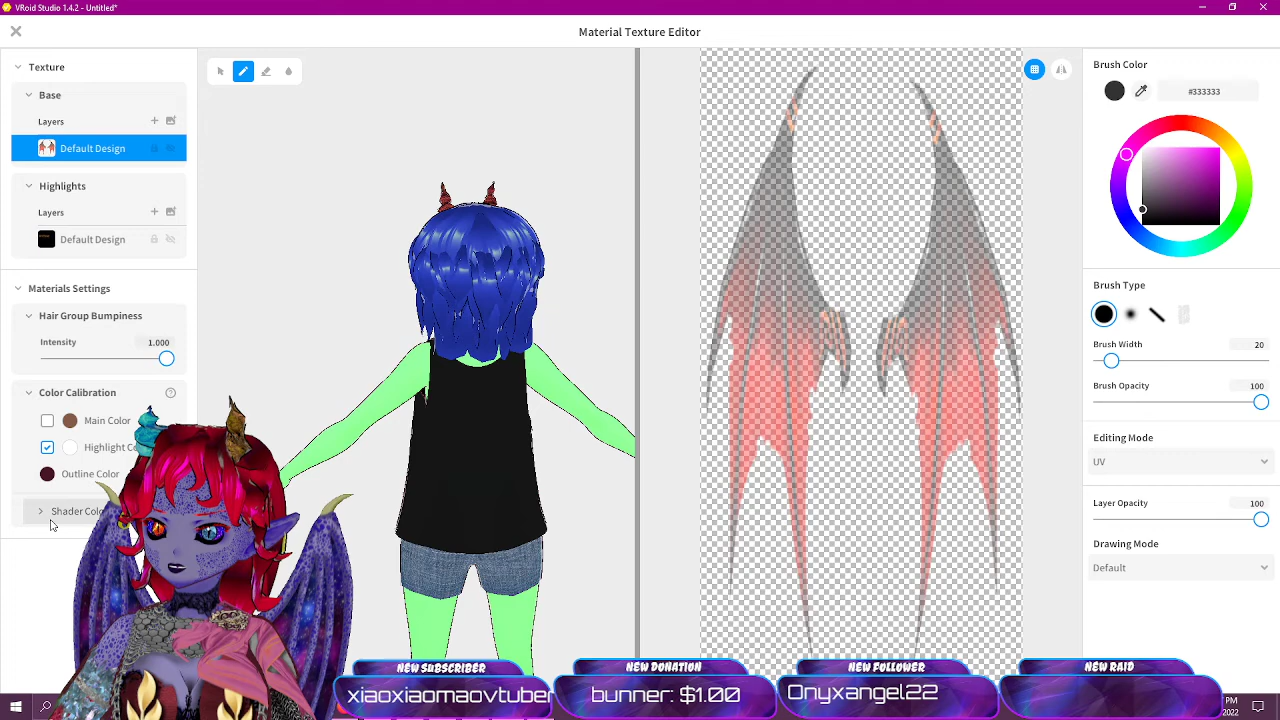 VRoid Studio 1.4.2 - Untitled*
Material Texture Editor
Texture
Base
Layers
Default Design
Highlights
Layers
Default Design
Materials Settings
Hair Group Bumpiness
Intensity 1.000
Color Calibration
Main Color
Highlight Co
Outline Color
Shader Colo
Brush Color
#333333
Brush Type
Brush Width 20
Brush Opacity 100
Editing Mode
UV
Layer Opacity 100
Drawing Mode
Default
NEW SUBSCRIBER
xiaoxiaomaovtuber
NEW DONATION
bunner: $1.00
NEW FOLLOWER
Onyxangel22
NEW RAID
PM
2022